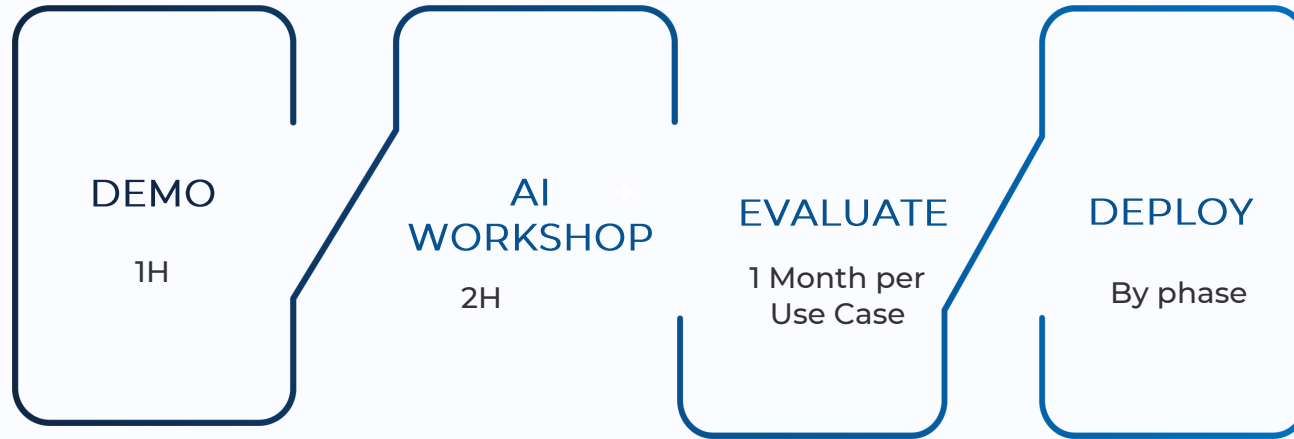 DEMO
1H
AI
WORKSHOP
2H
EVALUATE
1 Month per
Use Case
DEPLOY
By phase